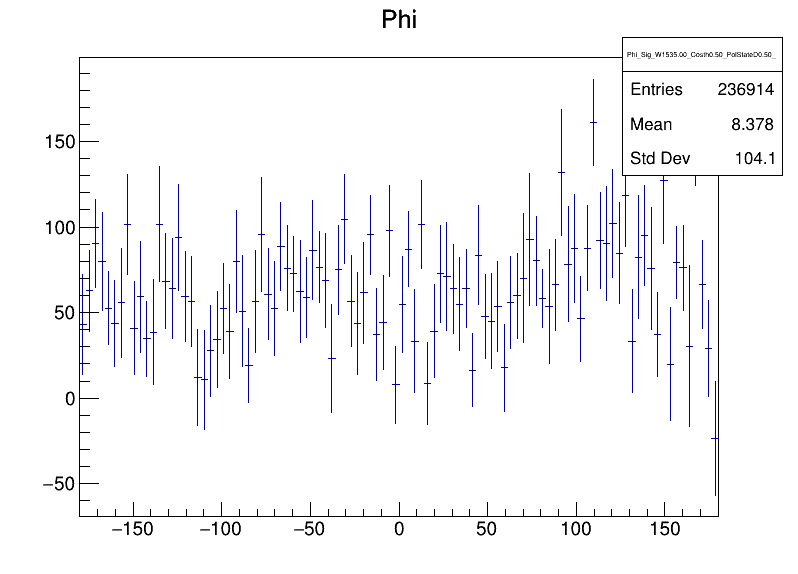 Phi
Phi_Sig_W1535.00_Costh0.50_PolStateD0.50_
Entries 236914
Mean 8.378
Std Dev 104.1
150
100
50
0
−50
−150 −100 −50 0 50 100 150